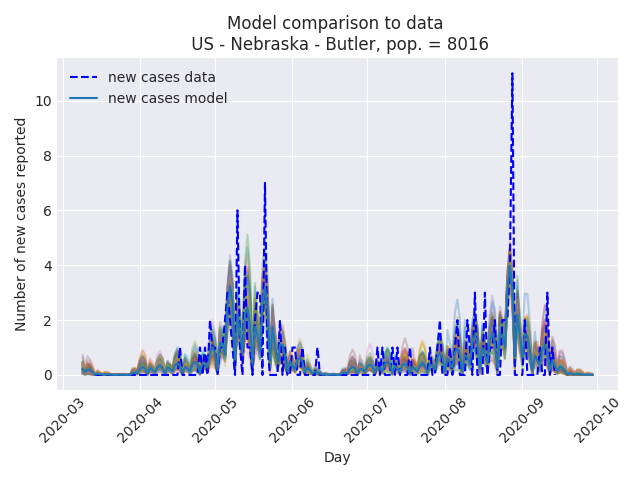 Model comparison to data
US - Nebraska - Butler, pop. = 8016
new cases data
new cases model
Number of new cases reported
10
8
6
4
2
0
2020-03
2020-04
2020-05
2020-06
2020-07
2020-08
2020-09
2020-10
Day